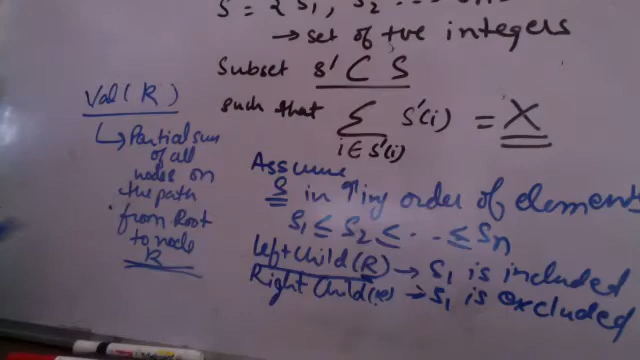 S = { S1, S2 ...
→ set of +ve integers
Subset S' ⊂ S
such that ∑ i∈S'(i) S'(i) = X
Assume
S in ↑ing order of elements
S1 ≤ S2 ≤ ... ≤ Sn
Left child (R) → S1 is included
Right child (R) → S1 is excluded
Val (R)
↳ Partial sum
of all
nodes on
the path
from Root
to node
R